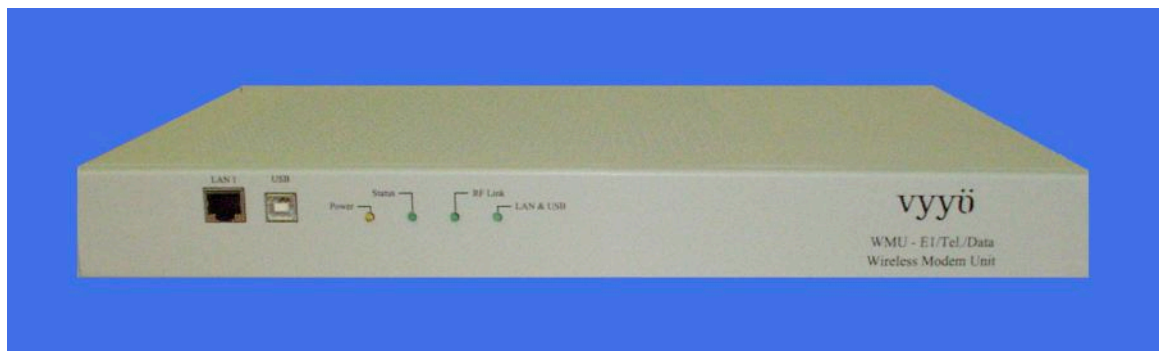 LAN 1
USB
Status
RF Link
Power
LAN & USB
vyyö
WMU - E1/Tel./Data
Wireless Modem Unit